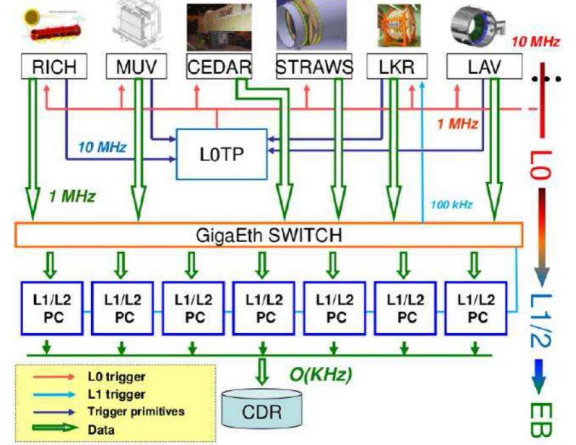 10 MHz
RICH
MUV
CEDAR
STRAWS
LKR
LAV
1 MHz
10 MHz
L0TP
L0
1 MHz
100 kHz
GigaEth SWITCH
L1/L2
PC
L1/L2
PC
L1/L2
PC
L1/L2
PC
L1/L2
PC
L1/L2
PC
L1/L2
PC
L1/2
O(KHz)
L0 trigger
L1 trigger
Trigger primitives
Data
CDR
EB